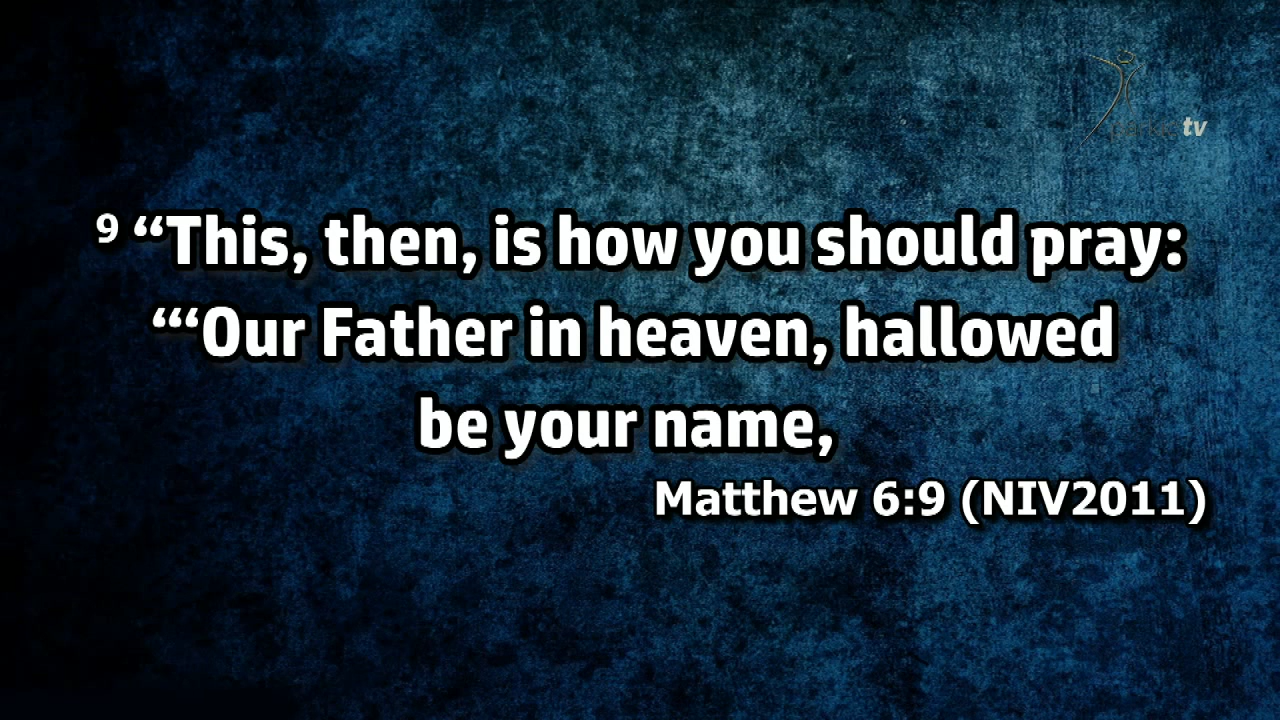 tv
9 “This, then, is how you should pray:
“‘Our Father in heaven, hallowed
be your name,
Matthew 6:9 (NIV2011)